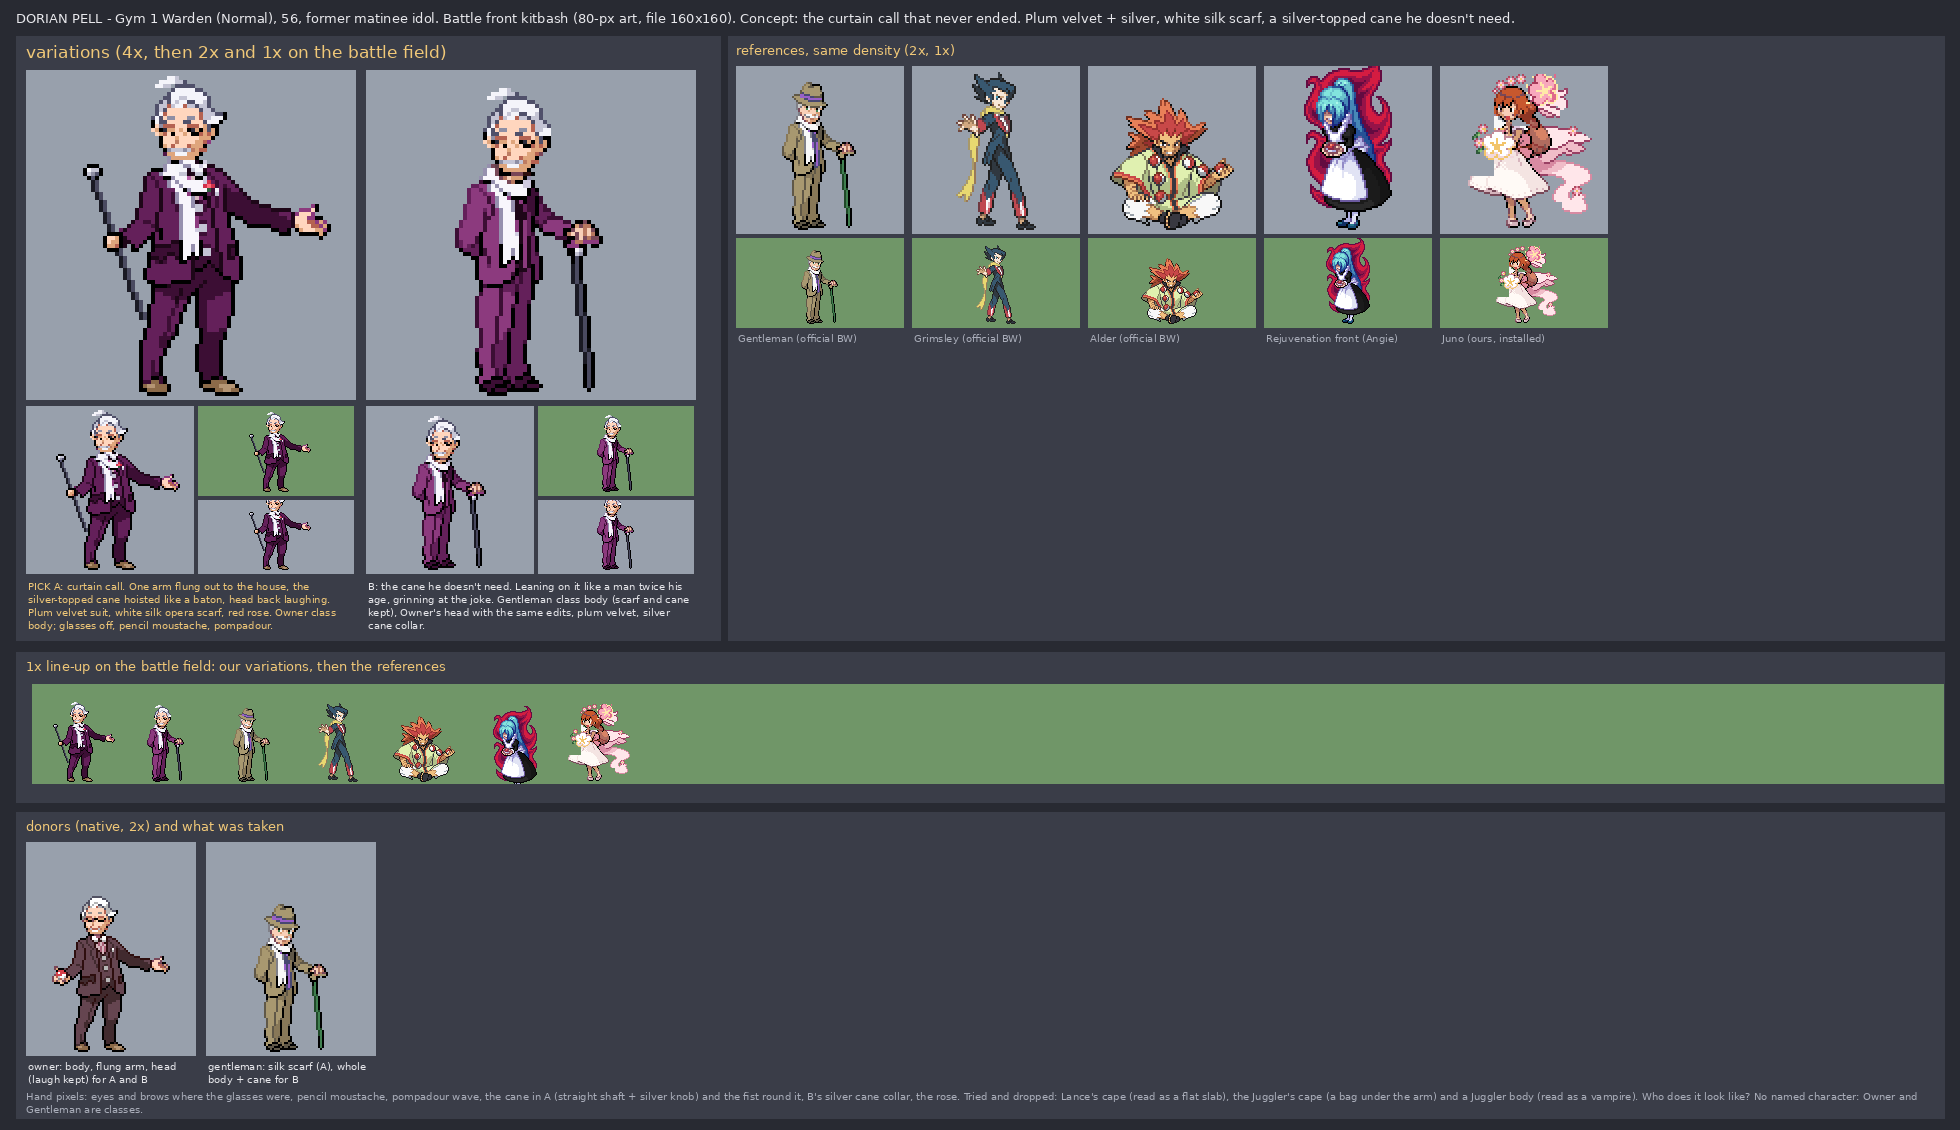 DORIAN PELL - Gym 1 Warden (Normal), 56, former matinee idol. Battle front kitbash (80-px art, file 160x160). Concept: the curtain call that never ended. Plum velvet + silver, white silk scarf, a silver-topped cane he doesn't need.
variations (4x, then 2x and 1x on the battle field)
PICK A: curtain call. One arm flung out to the house, the
silver-topped cane hoisted like a baton, head back laughing.
Plum velvet suit, white silk opera scarf, red rose. Owner class
body; glasses off, pencil moustache, pompadour.
B: the cane he doesn't need. Leaning on it like a man twice his
age, grinning at the joke. Gentleman class body (scarf and cane
kept), Owner's head with the same edits, plum velvet, silver
cane collar.
references, same density (2x, 1x)
Gentleman (official BW)
Grimsley (official BW)
Alder (official BW)
Rejuvenation front (Angie)
Juno (ours, installed)
1x line-up on the battle field: our variations, then the references
donors (native, 2x) and what was taken
owner: body, flung arm, head
(laugh kept) for A and B
gentleman: silk scarf (A), whole
body + cane for B
Hand pixels: eyes and brows where the glasses were, pencil moustache, pompadour wave, the cane in A (straight shaft + silver knob) and the fist round it, B's silver cane collar, the rose. Tried and dropped: Lance's cape (read as a flat slab), the Juggler's cape (a bag under the arm) and a Juggler body (read as a vampire). Who does it look like? No named character: Owner and
Gentleman are classes.